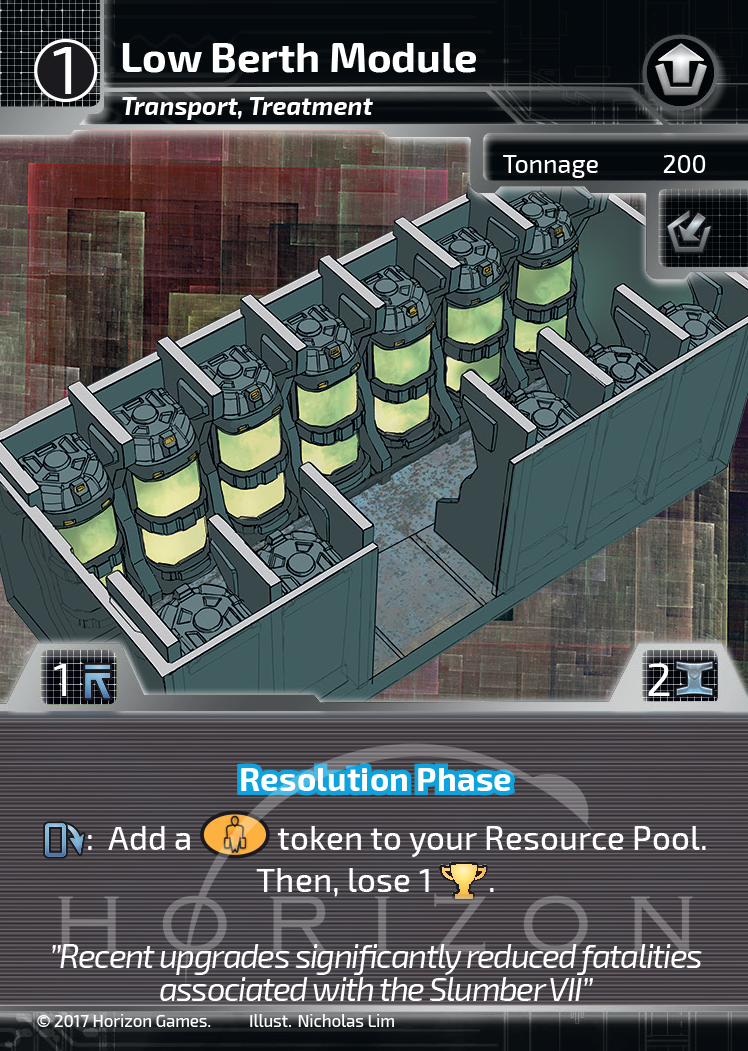 1
Low Berth Module
Transport, Treatment
Tonnage 200
1
2
Resolution Phase
: Add a token to your Resource Pool.
Then, lose 1 .
HORIZON
”Recent upgrades significantly reduced fatalities
associated with the Slumber VII”
© 2017 Horizon Games. Illust. Nicholas Lim